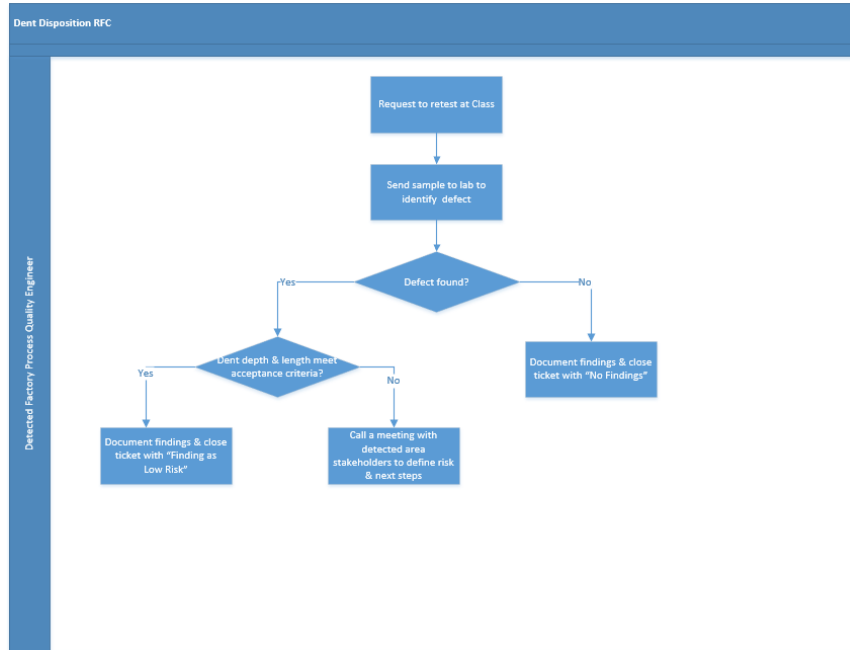 Dent Disposition RFC
Detected Factory Process Quality Engineer
Request to retest at Class
Send sample to lab to
identify defect
Defect found?
Yes
No
Dent depth & length meet
acceptance criteria?
Document findings & close
ticket with “No Findings”
Yes
No
Document findings & close
ticket with “Finding as
Low Risk”
Call a meeting with
detected area
stakeholders to define risk
& next steps